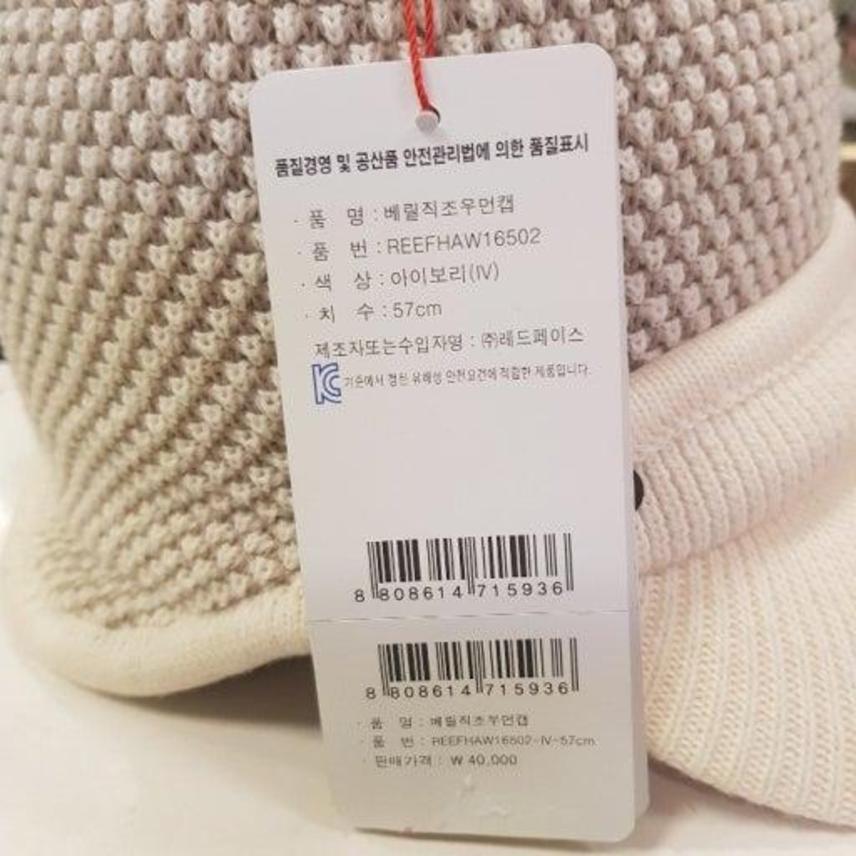 품질경영 및 공산품 안전관리법에 의한 품질표시
· 품 명 : 베릴직조우먼캡
· 품 번 : REEFHAW16502
· 색 상 : 아이보리(IV)
· 치 수 : 57cm
제조자또는수입자명 : ㈜레드페이스
KC 기준에서 정한 유해성 안전요건에 적합한 제품입니다.
8 808614 715936
8 808614 715936
· 품 명 : 베릴직조우먼캡
· 품 번 : REEFHAW16502-IV-57cm
· 판매가격 : ₩ 40,000